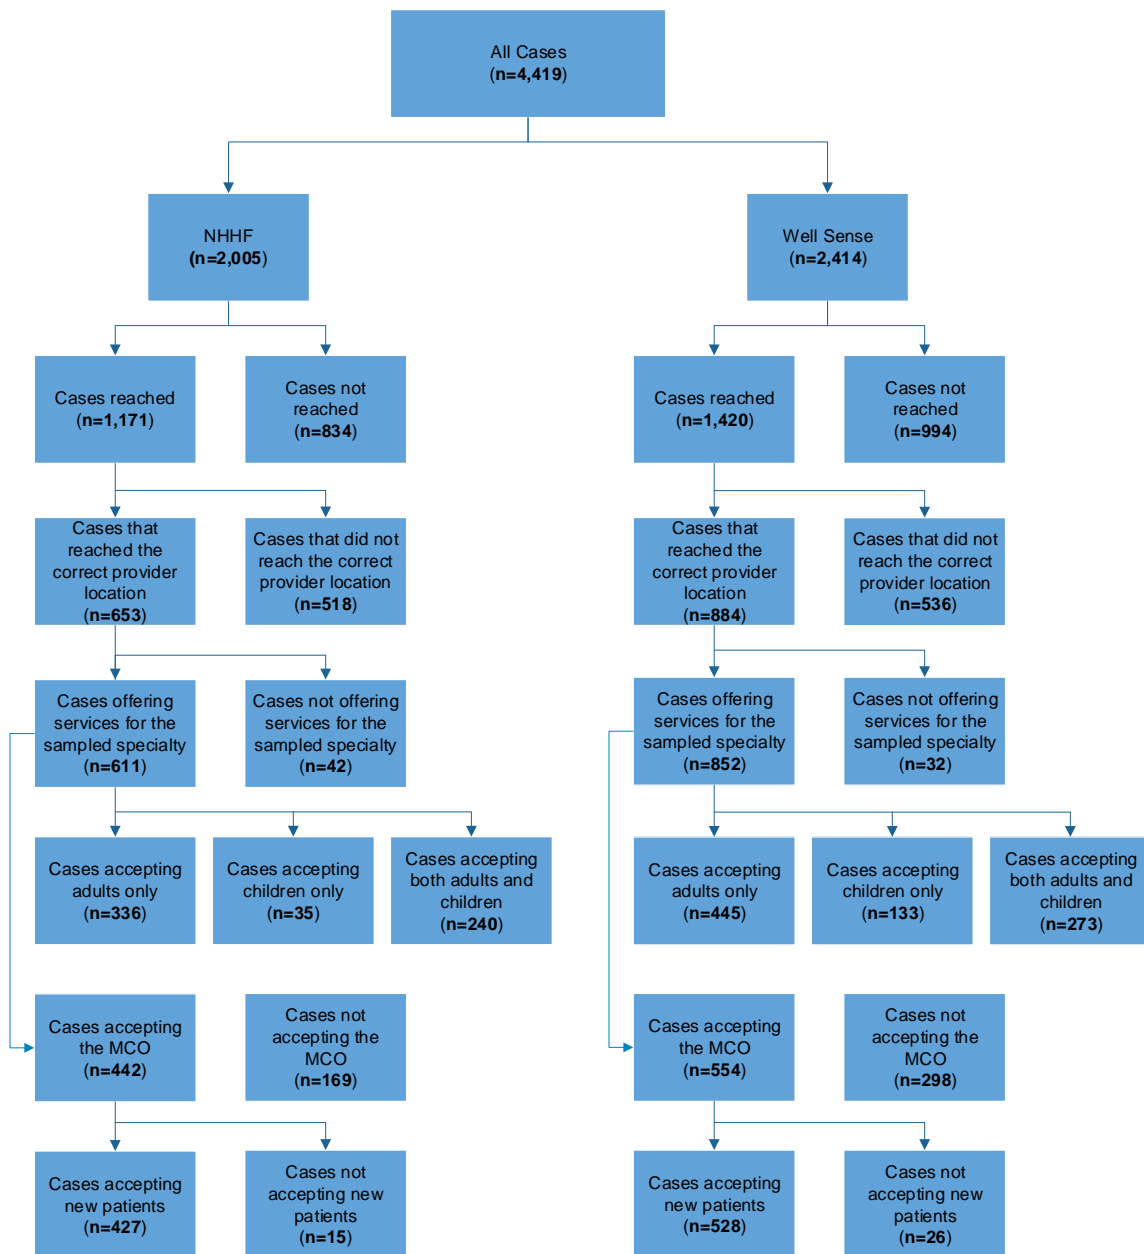 All Cases
(n=4,419)
NHHF
(n=2,005)
Well Sense
(n=2,414)
Cases reached
(n=1,171)
Cases not
reached
(n=834)
Cases reached
(n=1,420)
Cases not
reached
(n=994)
Cases that
reached the
correct provider
location
(n=653)
Cases that did not
reach the correct
provider location
(n=518)
Cases that
reached the
correct provider
location
(n=884)
Cases that did not
reach the correct
provider location
(n=536)
Cases offering
services for the
sampled specialty
(n=611)
Cases not offering
services for the
sampled specialty
(n=42)
Cases offering
services for the
sampled specialty
(n=852)
Cases not offering
services for the
sampled specialty
(n=32)
Cases accepting
adults only
(n=336)
Cases accepting
children only
(n=35)
Cases accepting
both adults and
children
(n=240)
Cases accepting
adults only
(n=445)
Cases accepting
children only
(n=133)
Cases accepting
both adults and
children
(n=273)
Cases accepting
the MCO
(n=442)
Cases not
accepting the
MCO
(n=169)
Cases accepting
the MCO
(n=554)
Cases not
accepting the
MCO
(n=298)
Cases accepting
new patients
(n=427)
Cases not
accepting new
patients
(n=15)
Cases accepting
new patients
(n=528)
Cases not
accepting new
patients
(n=26)